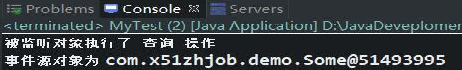 Problems Console Servers
<terminated> MyTest (2) [Java Application] D:\JavaDeveplomer
被监听对象执行了 查询 操作
事件源对象为 com.x51zhjob.demo.Some@51493995